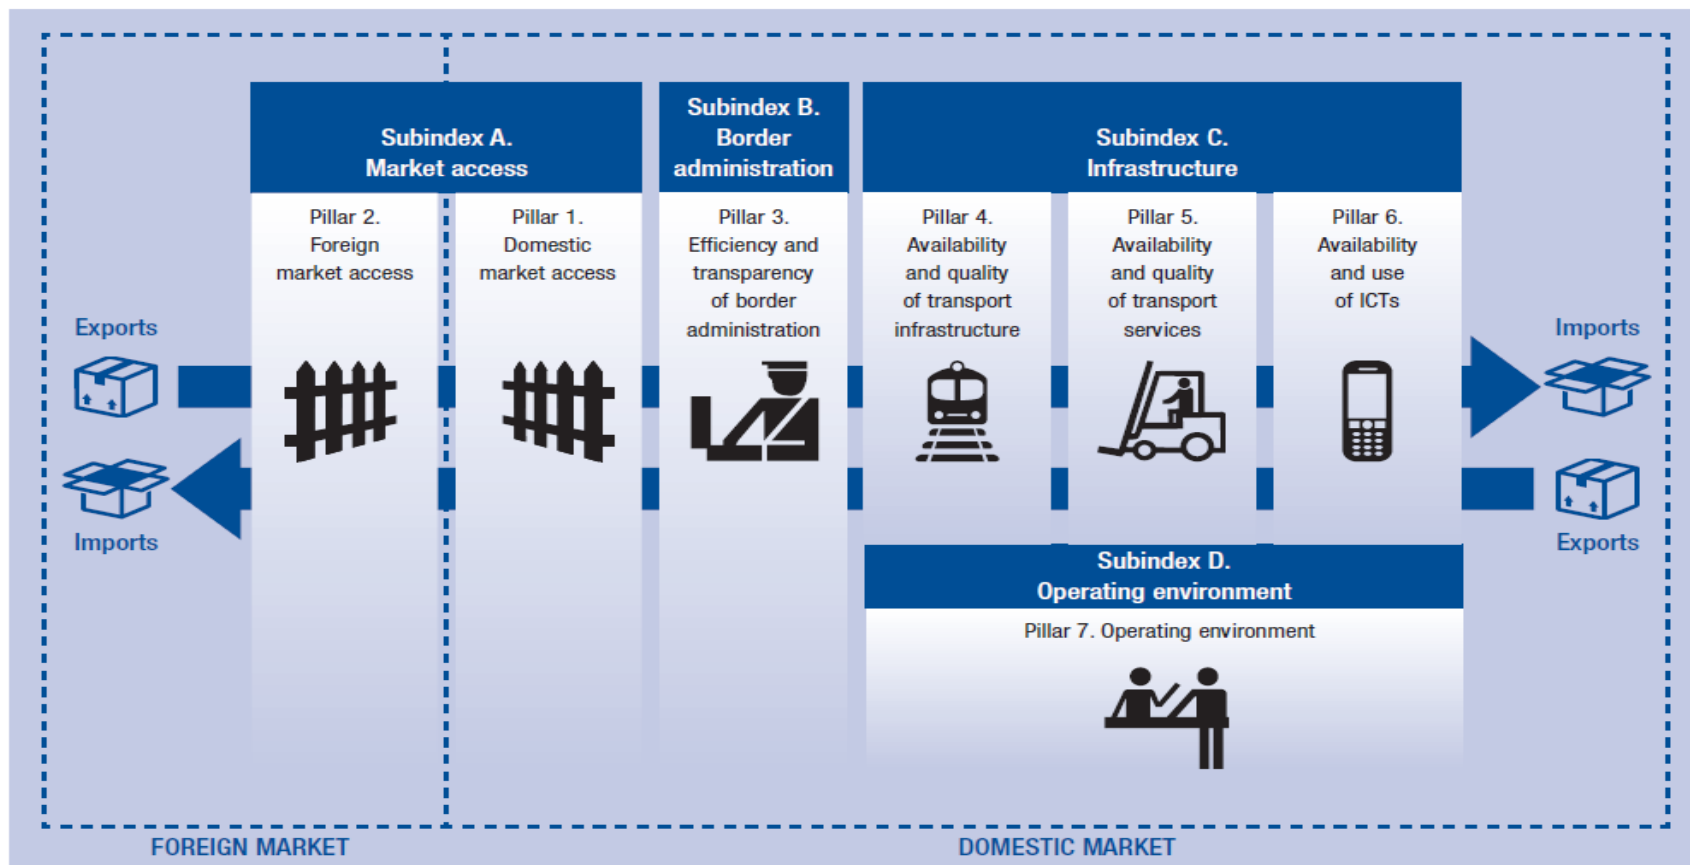 Subindex A.
Market access
Subindex B.
Border
administration
Subindex C.
Infrastructure
Pillar 2.
Foreign
market access
Pillar 1.
Domestic
market access
Pillar 3.
Efficiency and
transparency
of border
administration
Pillar 4.
Availability
and quality
of transport
infrastructure
Pillar 5.
Availability
and quality
of transport
services
Pillar 6.
Availability
and use
of ICTs
Exports
Imports
Imports
Exports
Subindex D.
Operating environment
Pillar 7. Operating environment
FOREIGN MARKET
DOMESTIC MARKET